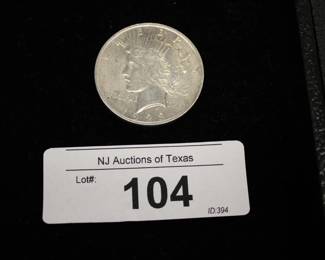 NJ Auctions of Texas
Lot#:
104
ID:394